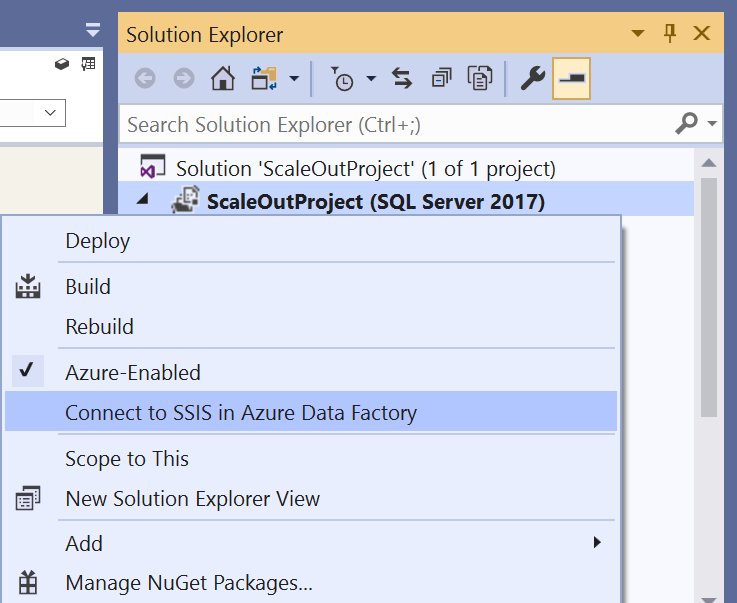 Solution Explorer
Search Solution Explorer (Ctrl+;)
Solution 'ScaleOutProject' (1 of 1 project)
ScaleOutProject (SQL Server 2017)
Deploy
Build
Rebuild
Azure-Enabled
Connect to SSIS in Azure Data Factory
Scope to This
New Solution Explorer View
Add
Manage NuGet Packages...